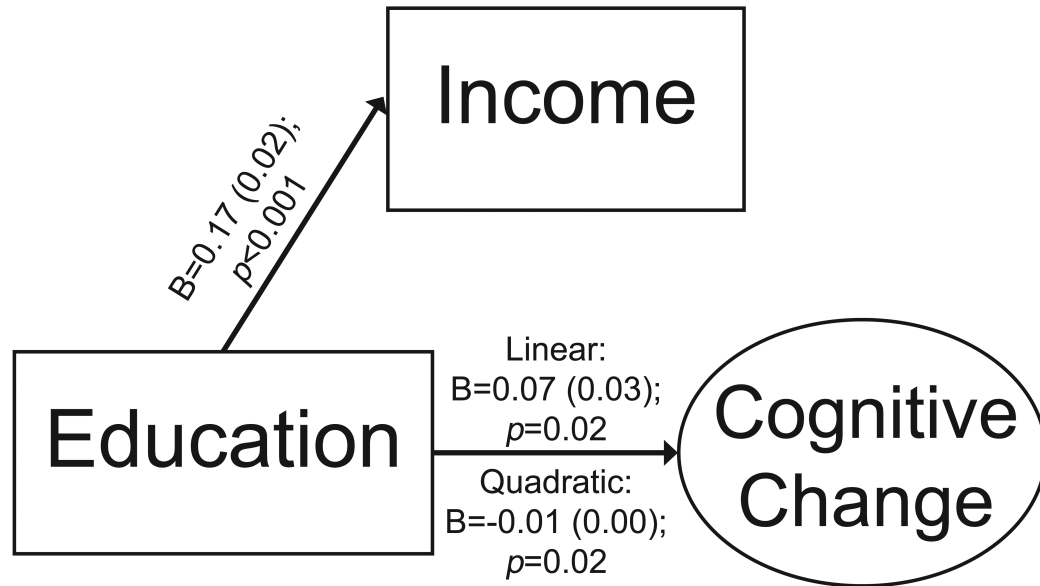 Income
B=0.17 (0.02);
p<0.001
Education
Linear:
B=0.07 (0.03);
p=0.02
Quadratic:
B=-0.01 (0.00);
p=0.02
Cognitive
Change